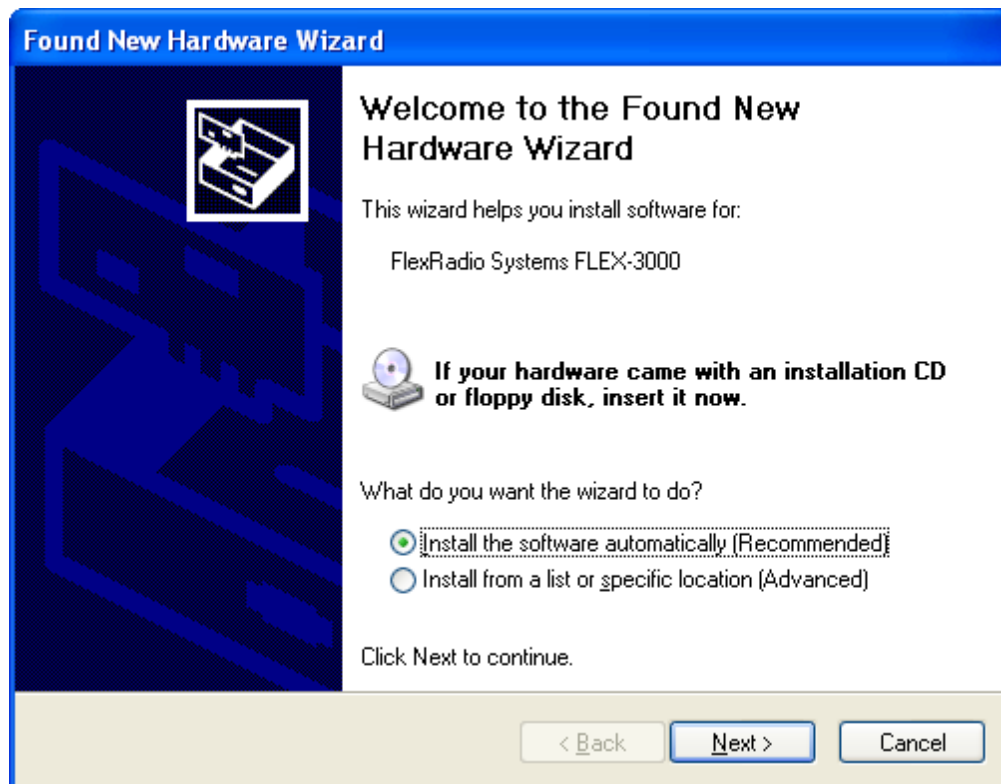 Found New Hardware Wizard
Welcome to the Found New
Hardware Wizard
This wizard helps you install software for:
FlexRadio Systems FLEX-3000
If your hardware came with an installation CD
or floppy disk, insert it now.
What do you want the wizard to do?
Install the software automatically (Recommended)
Install from a list or specific location (Advanced)
Click Next to continue.
< Back Next > Cancel